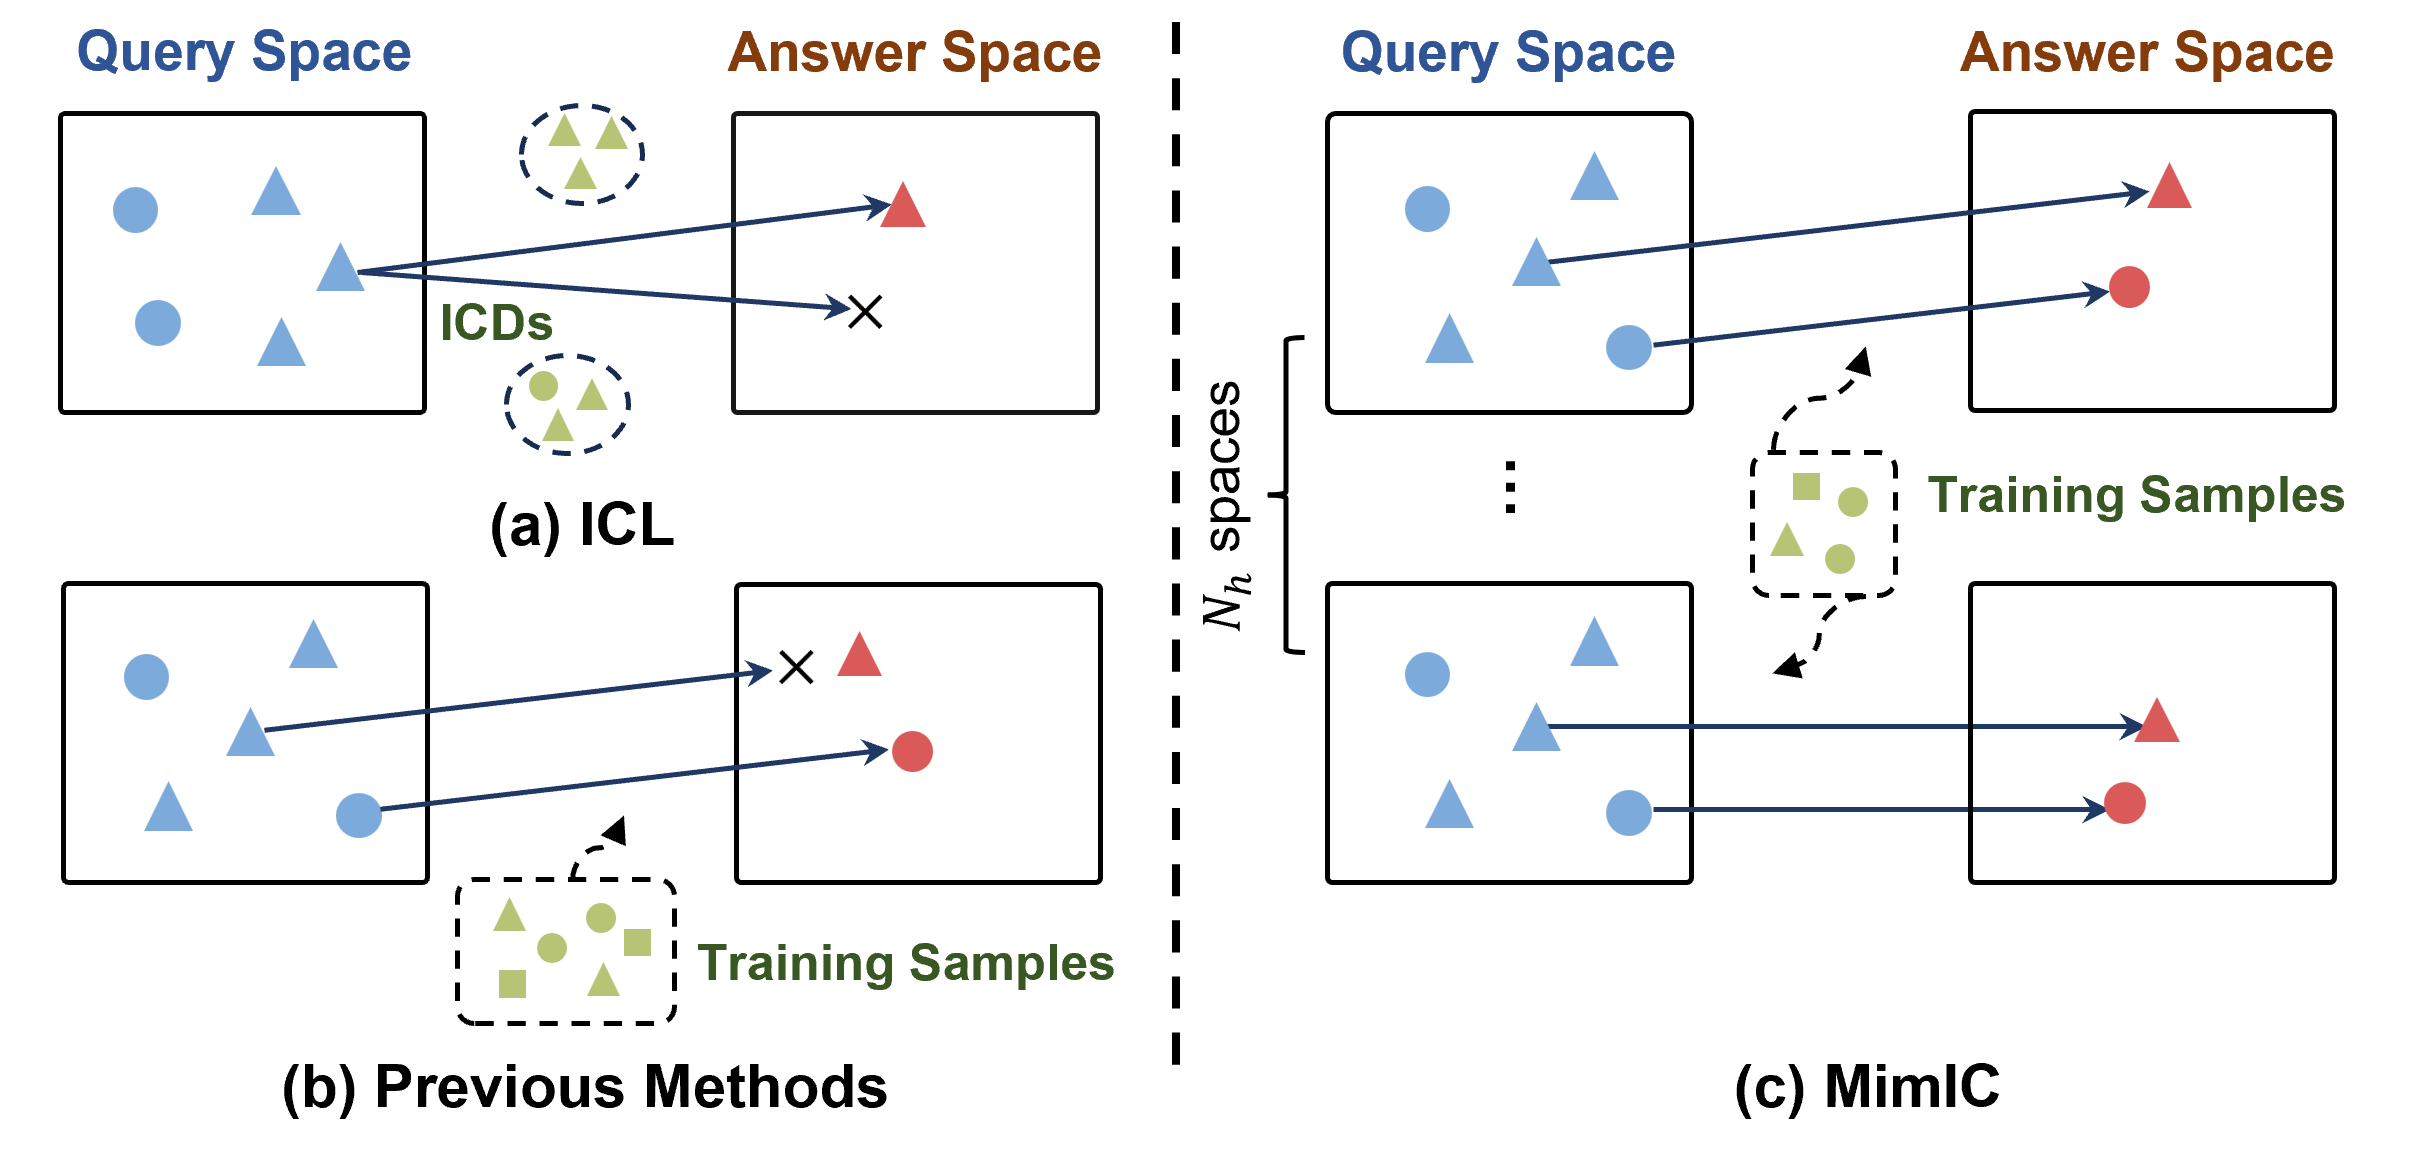 Query Space
Answer Space
ICDs
(a) ICL
Training Samples
(b) Previous Methods
Query Space
Answer Space
N_h spaces
Training Samples
(c) MimIC